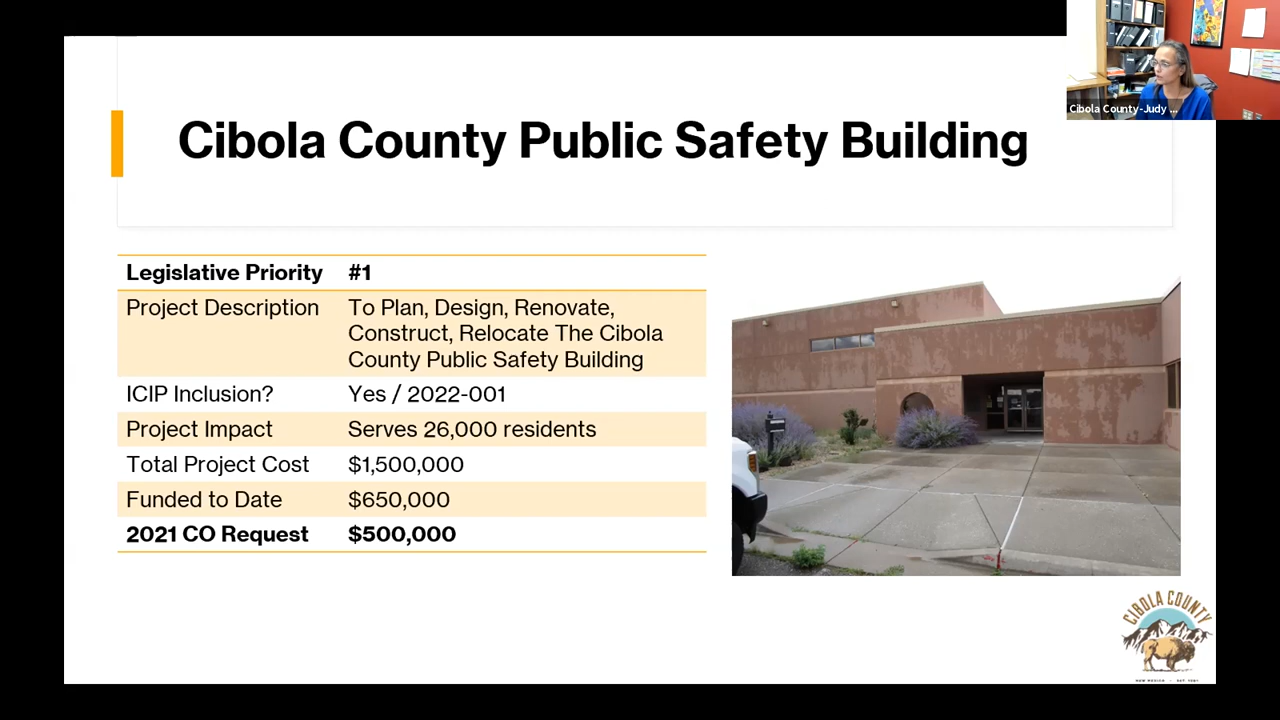 Cibola County-Judy ...
Cibola County Public Safety Building
Legislative Priority #1
Project Description To Plan, Design, Renovate,
Construct, Relocate The Cibola
County Public Safety Building
ICIP Inclusion? Yes / 2022-001
Project Impact Serves 26,000 residents
Total Project Cost $1,500,000
Funded to Date $650,000
2021 CO Request $500,000
CIBOLA COUNTY
NEW MEXICO